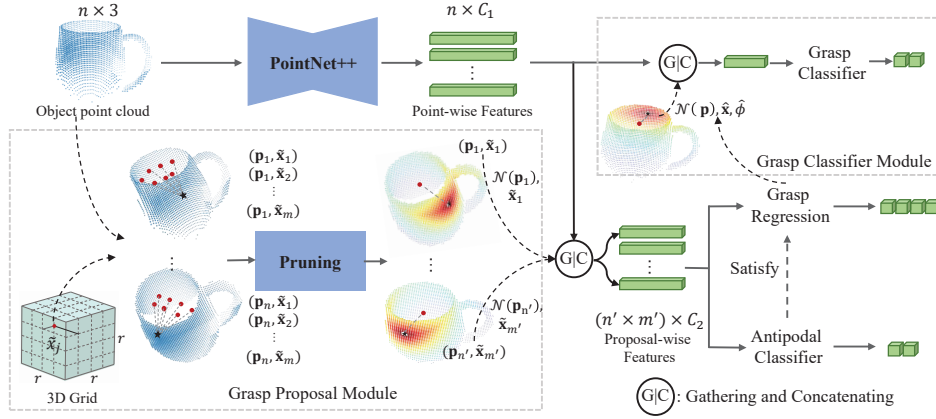 n × 3
n × C₁
PointNet++
G|C
Grasp
Classifier
Object point cloud
Point-wise Features
𝒩(p), x̂, ϕ̂
Grasp Classifier Module
(p₁, x̃₁)
(p₁, x̃₂)
⋮
(p₁, x̃ₘ)
(p₁, x̃₁)
𝒩(p₁),
x̃₁
Grasp
Regression
Pruning
G|C
Satisfy
(pₙ, x̃₁)
(pₙ, x̃₂)
⋮
(pₙ, x̃ₘ)
𝒩(pₙ′),
x̃ₘ′
(pₙ′, x̃ₘ′)
(n′ × m′) × C₂
Proposal-wise
Features
Antipodal
Classifier
x̃ⱼ
r
r
r
3D Grid
Grasp Proposal Module
G|C : Gathering and Concatenating